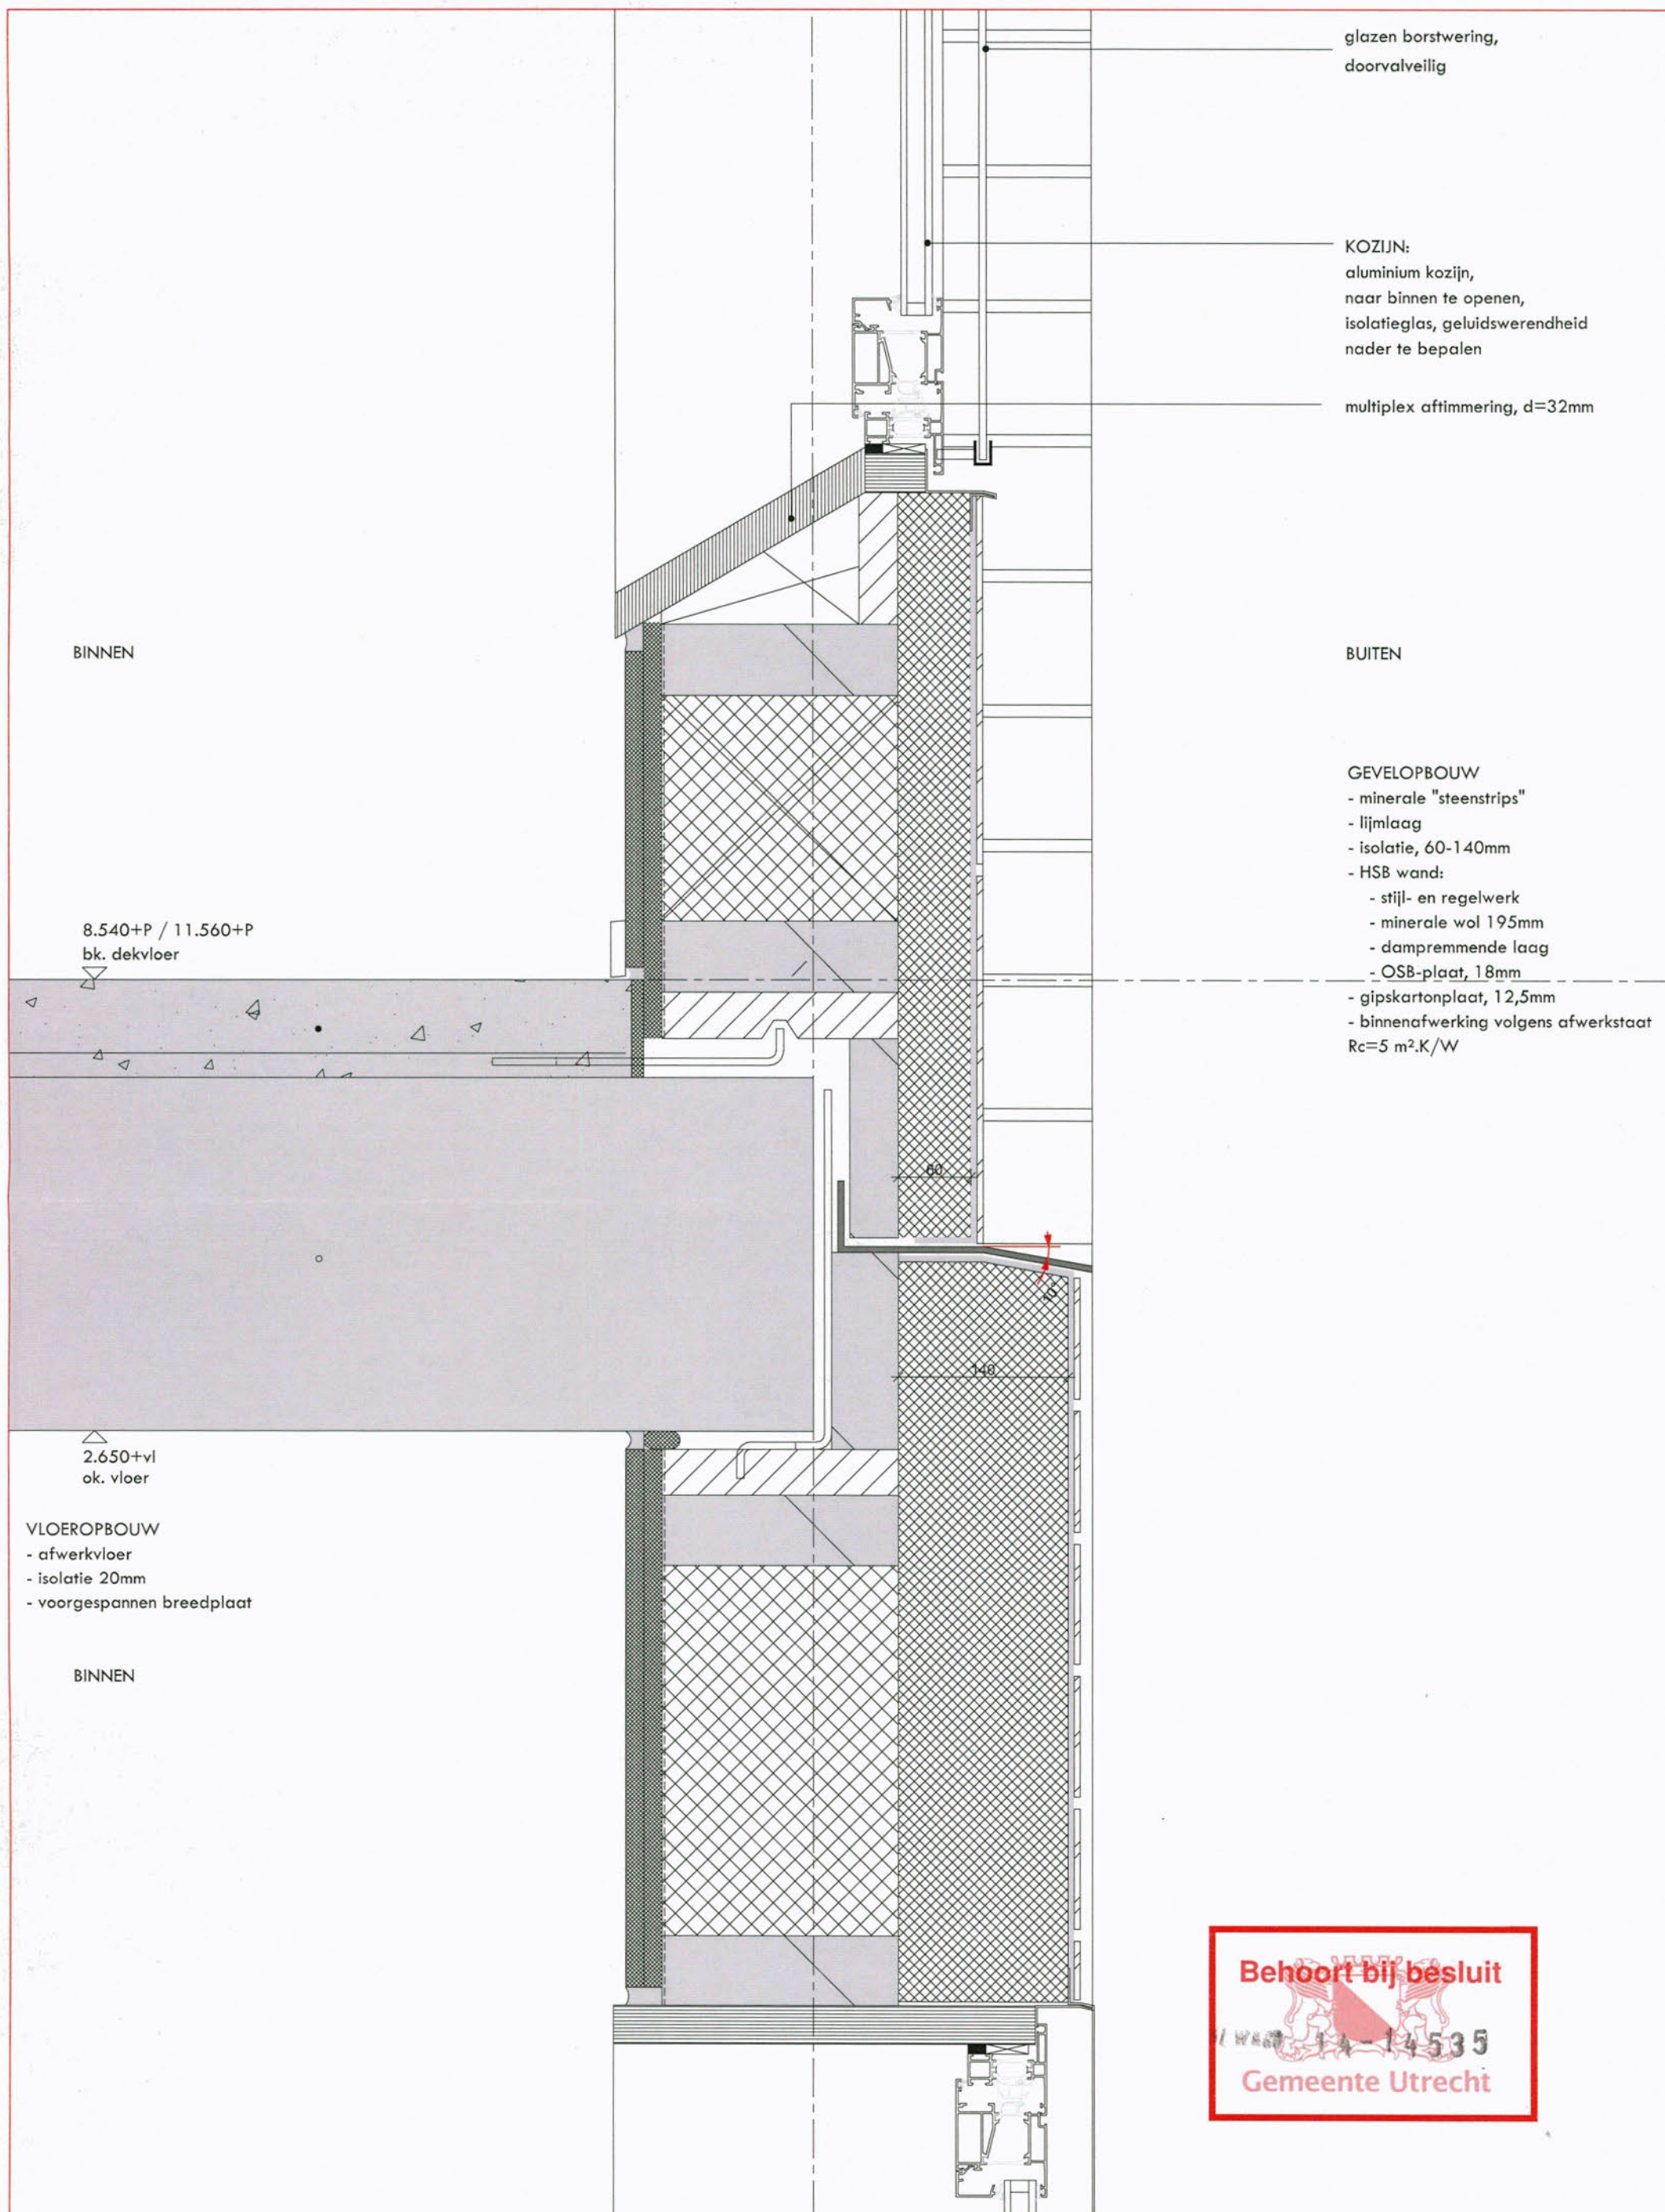 glazen borstwering,
doorvalveilig
KOZIJN:
aluminium kozijn,
naar binnen te openen,
isolatieglas, geluidswerendheid
nader te bepalen
multiplex aftimmering, d=32mm
BINNEN
BUITEN
GEVELOPBOUW
- minerale "steenstrips"
- lijmlaag
- isolatie, 60-140mm
- HSB wand:
- stijl- en regelwerk
- minerale wol 195mm
- dampremmende laag
- OSB-plaat, 18mm
- gipskartonplaat, 12,5mm
- binnenafwerking volgens afwerkstaat
Rc=5 m².K/W
8.540+P / 11.560+P
bk. dekvloer
60
10°
140
2.650+vl
ok. vloer
VLOEROPBOUW
- afwerkvloer
- isolatie 20mm
- voorgespannen breedplaat
BINNEN
Behoort bij besluit
14-14535
Gemeente Utrecht